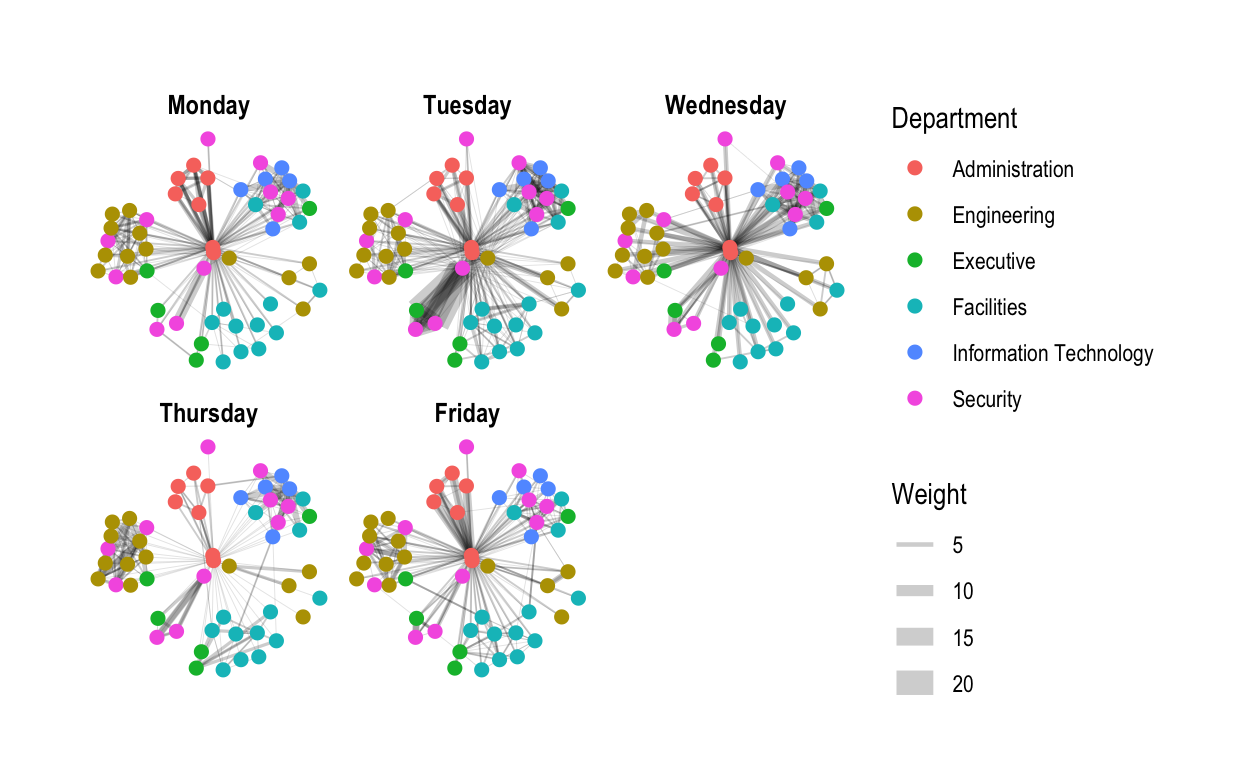 Monday
Tuesday
Wednesday
Thursday
Friday
Department
Administration
Engineering
Executive
Facilities
Information Technology
Security
Weight
5
10
15
20